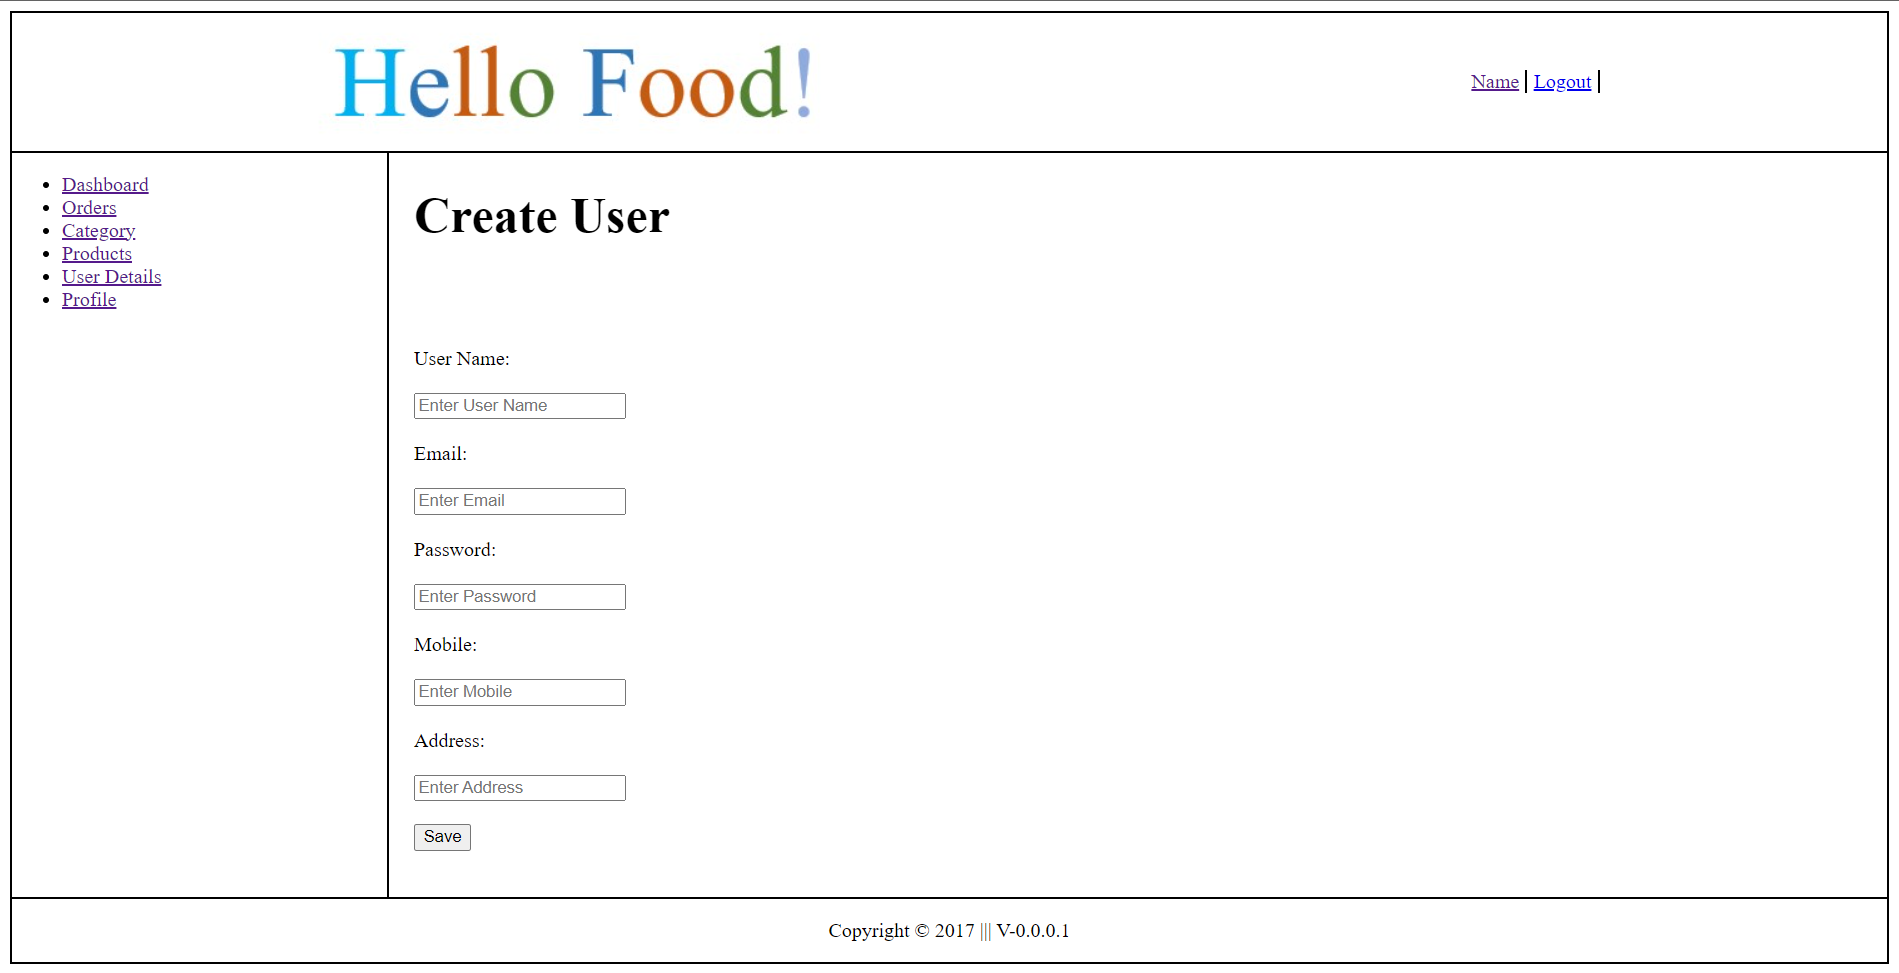 Hello Food!
Name | Logout |
Dashboard
Orders
Category
Products
User Details
Profile
Create User
User Name:
Enter User Name
Email:
Enter Email
Password:
Enter Password
Mobile:
Enter Mobile
Address:
Enter Address
Save
Copyright © 2017 ||| V-0.0.0.1